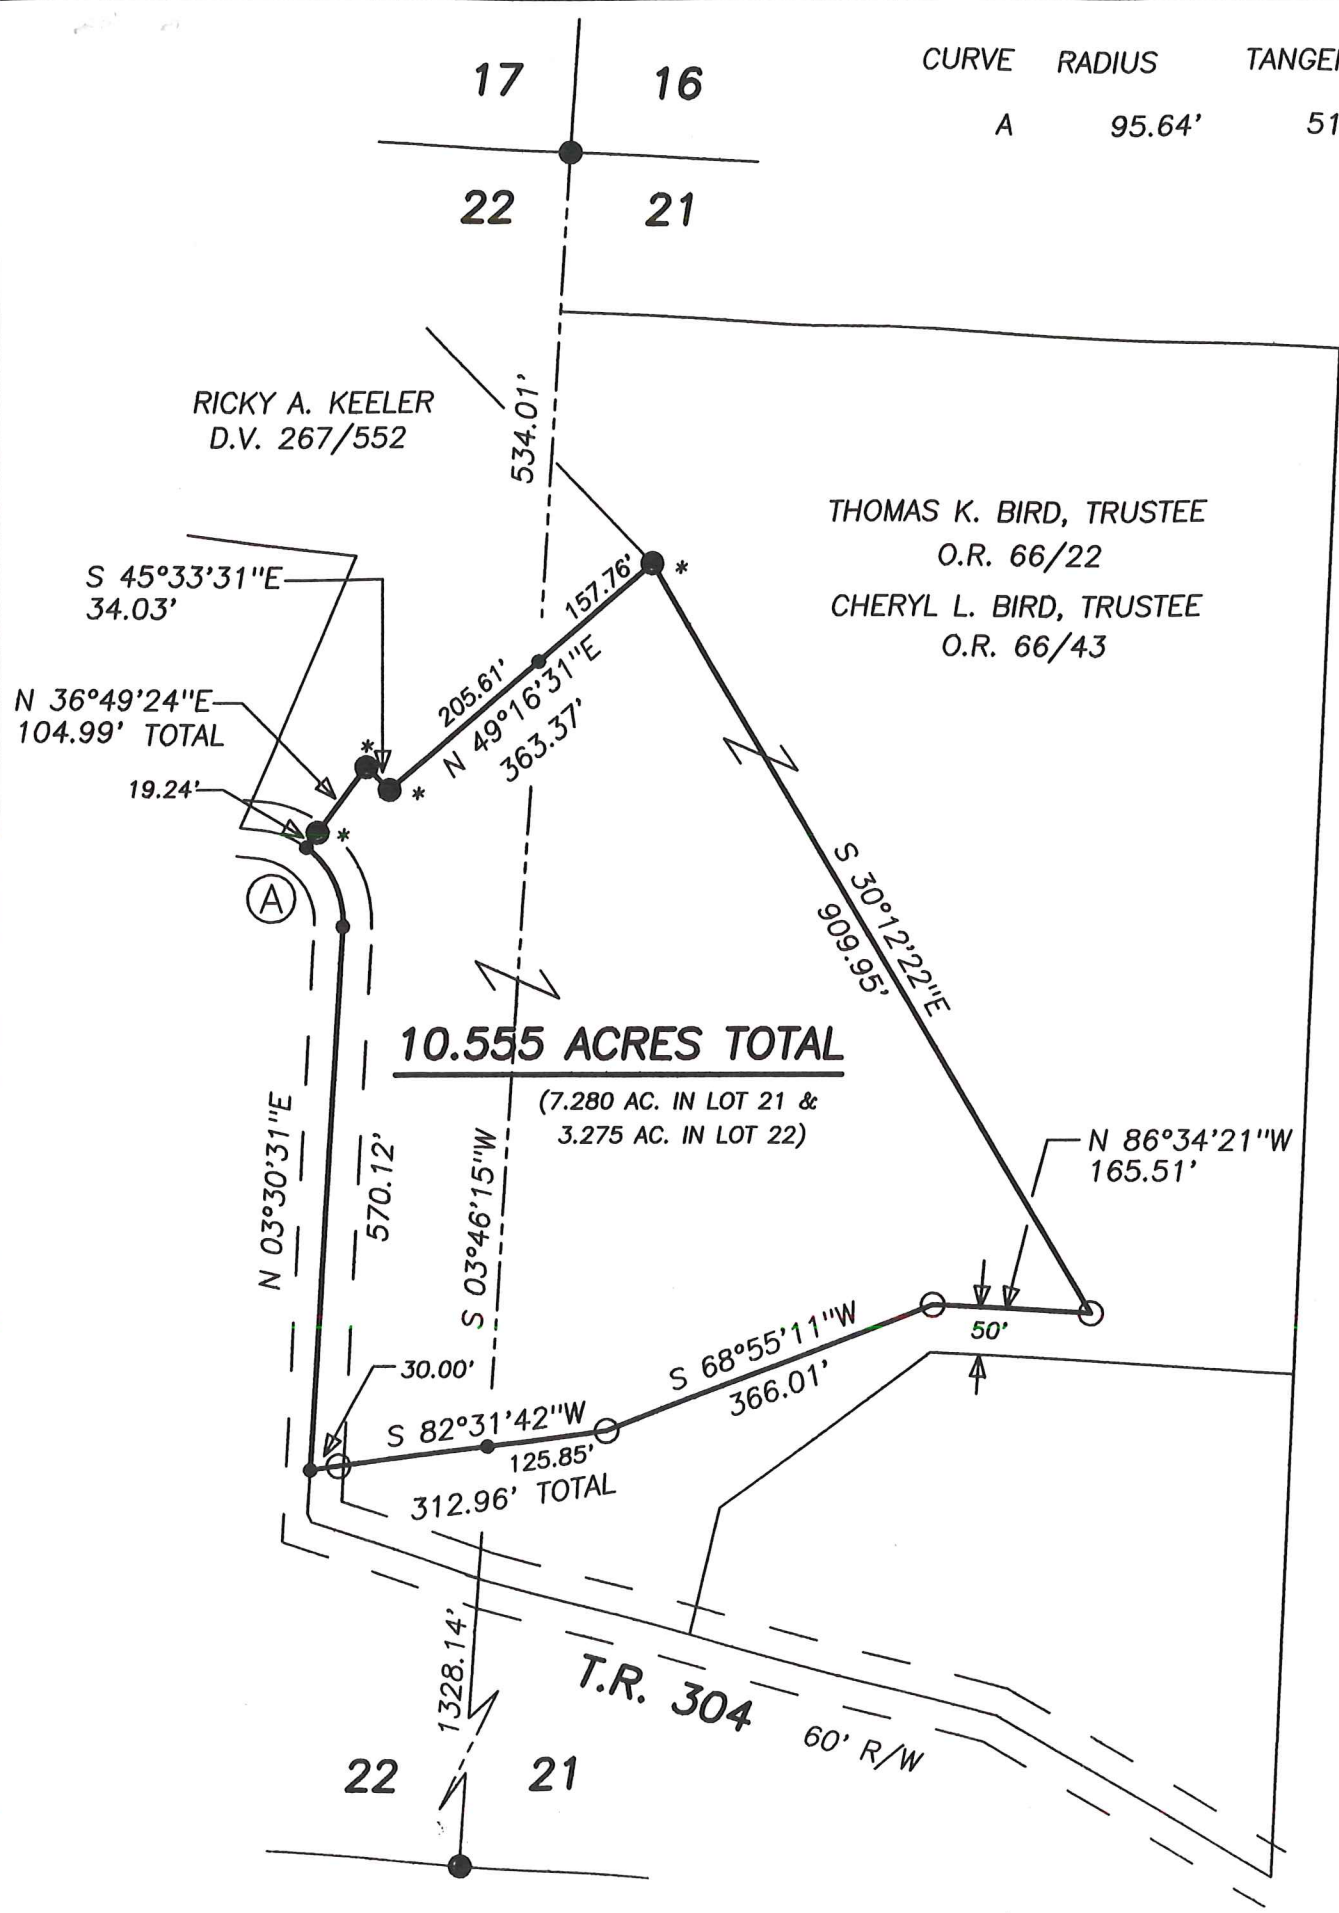 CURVE RADIUS
A 95.64' 51
17 16
22 21
534.01'
RICKY A. KEELER
D.V. 267/552
THOMAS K. BIRD, TRUSTEE
O.R. 66/22
CHERYL L. BIRD, TRUSTEE
O.R. 66/43
S 45°33'31"E
34.03'
157.76'
205.61'
N 49°16'31"E
363.37'
N 36°49'24"E
104.99' TOTAL
19.24'
*
*
*
*
A
S 30°12'22"E
909.95'
10.555 ACRES TOTAL
(7.280 AC. IN LOT 21 &
3.275 AC. IN LOT 22)
N 03°30'31"E
570.12'
S 03°46'15"W
N 86°34'21"W
165.51'
50'
S 68°55'11"W
366.01'
30.00'
S 82°31'42"W
125.85'
312.96' TOTAL
1328.14'
T.R. 304
60' R/W
22 21